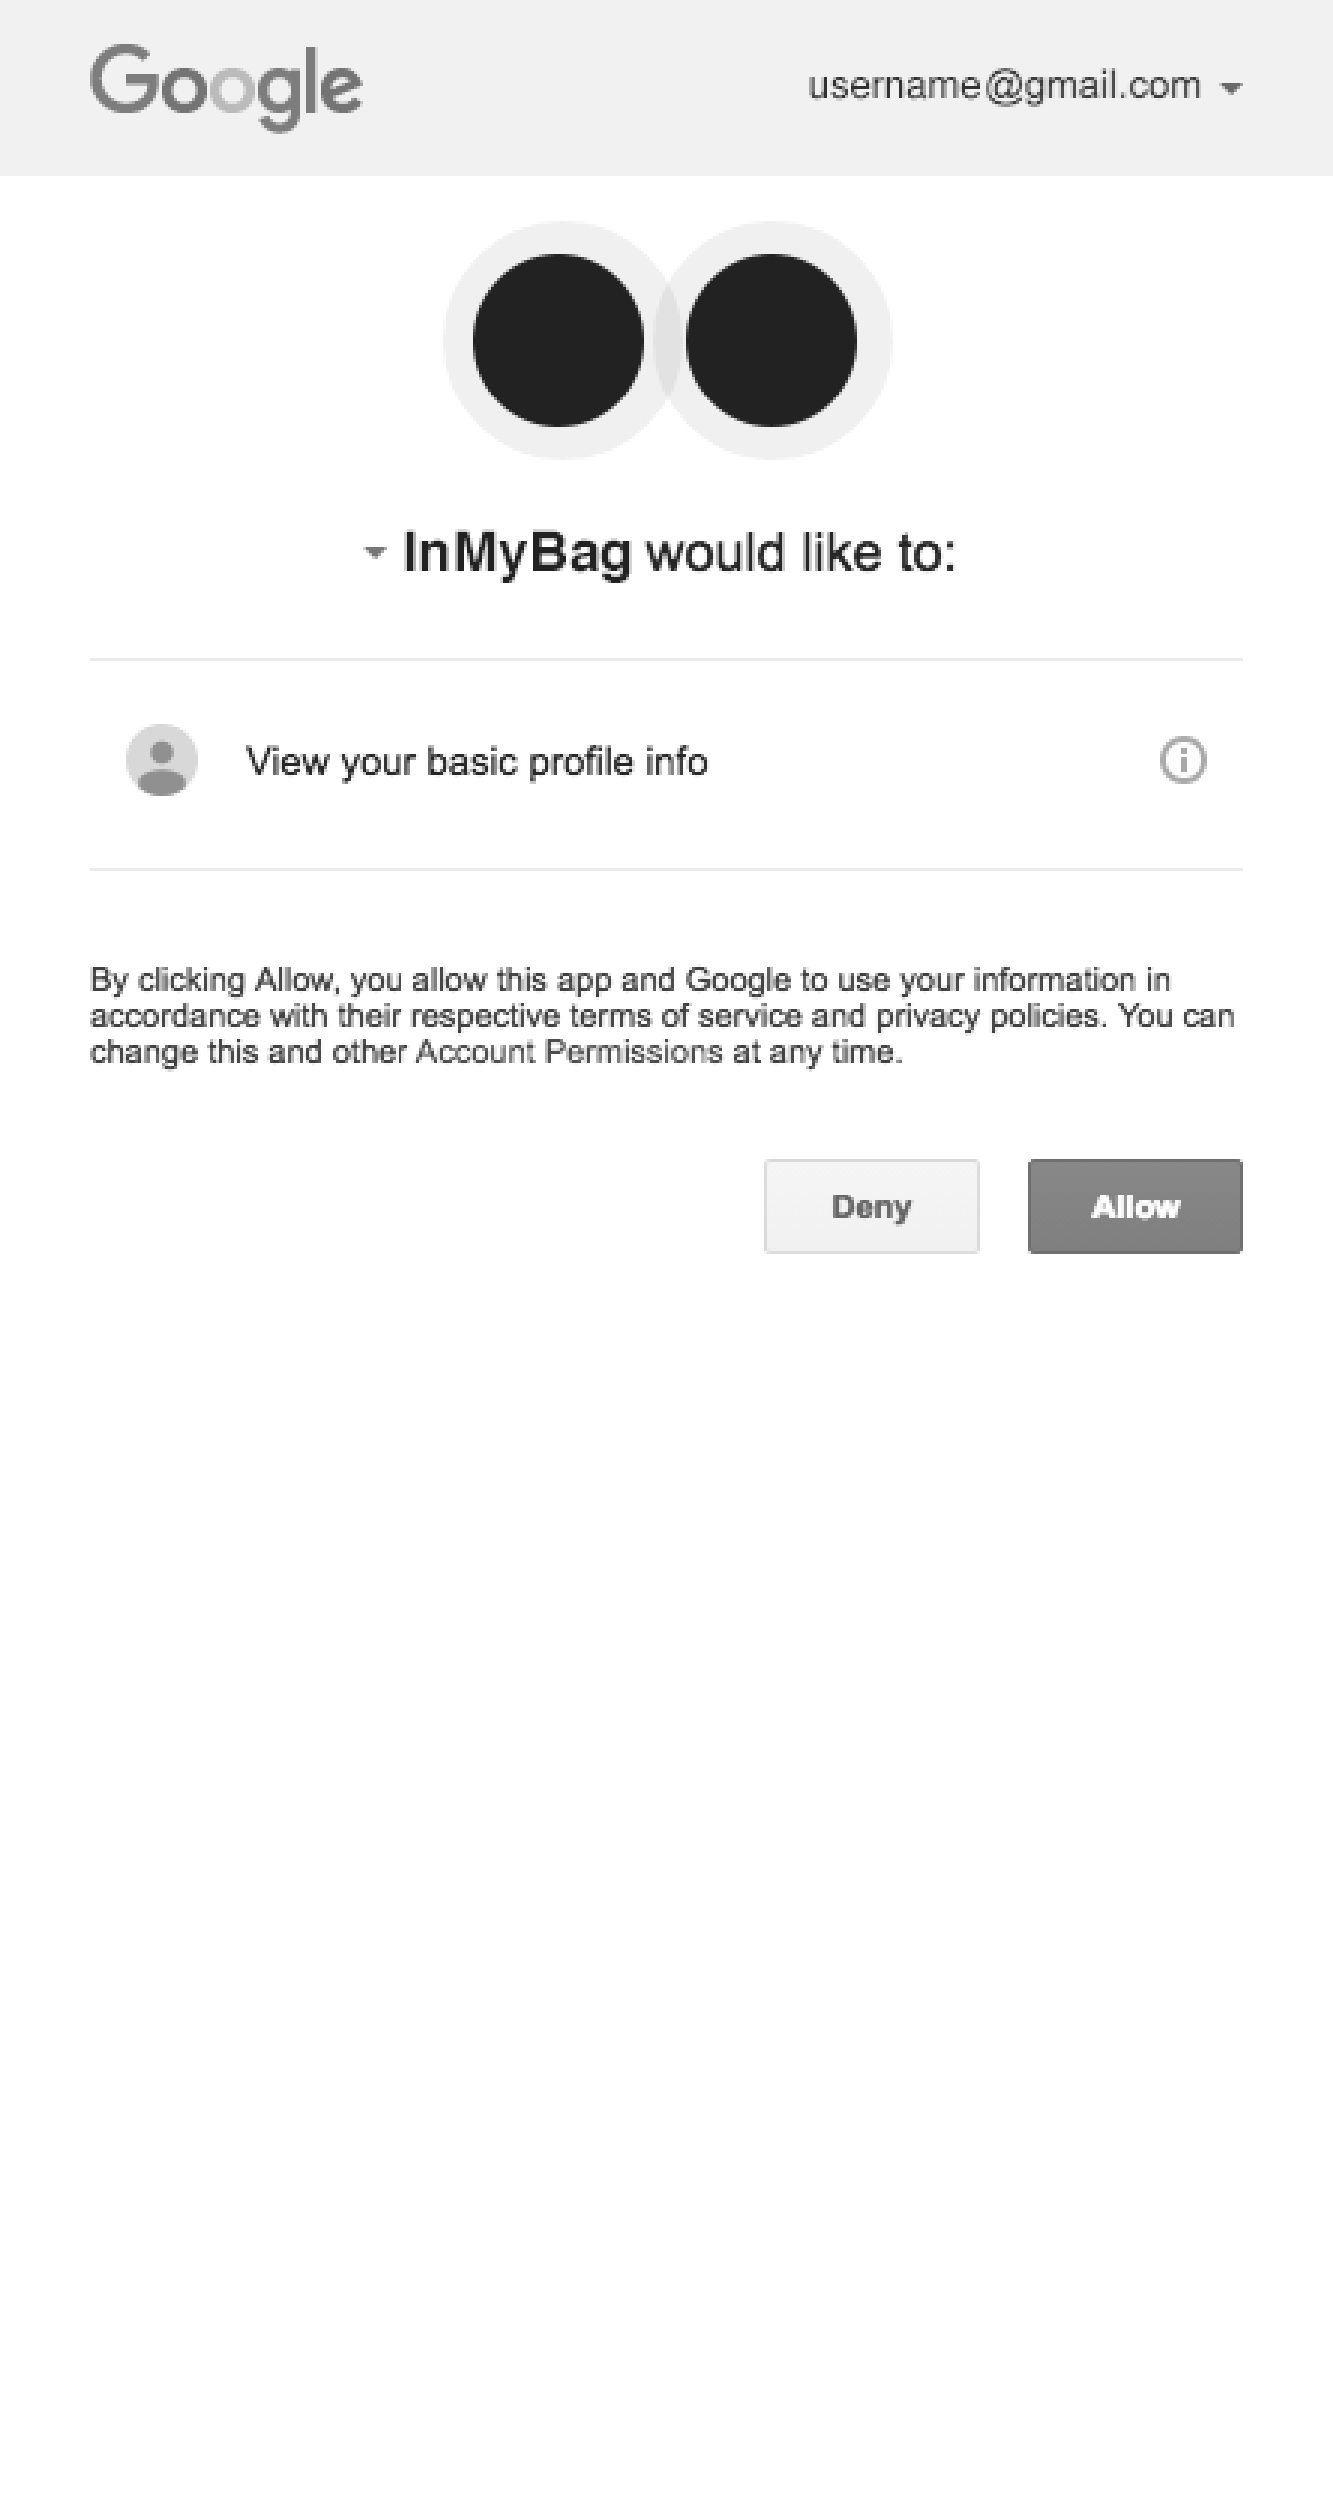 Google
username@gmail.com
InMyBag would like to:
View your basic profile info
By clicking Allow, you allow this app and Google to use your information in
accordance with their respective terms of service and privacy policies. You can
change this and other Account Permissions at any time.
Deny
Allow